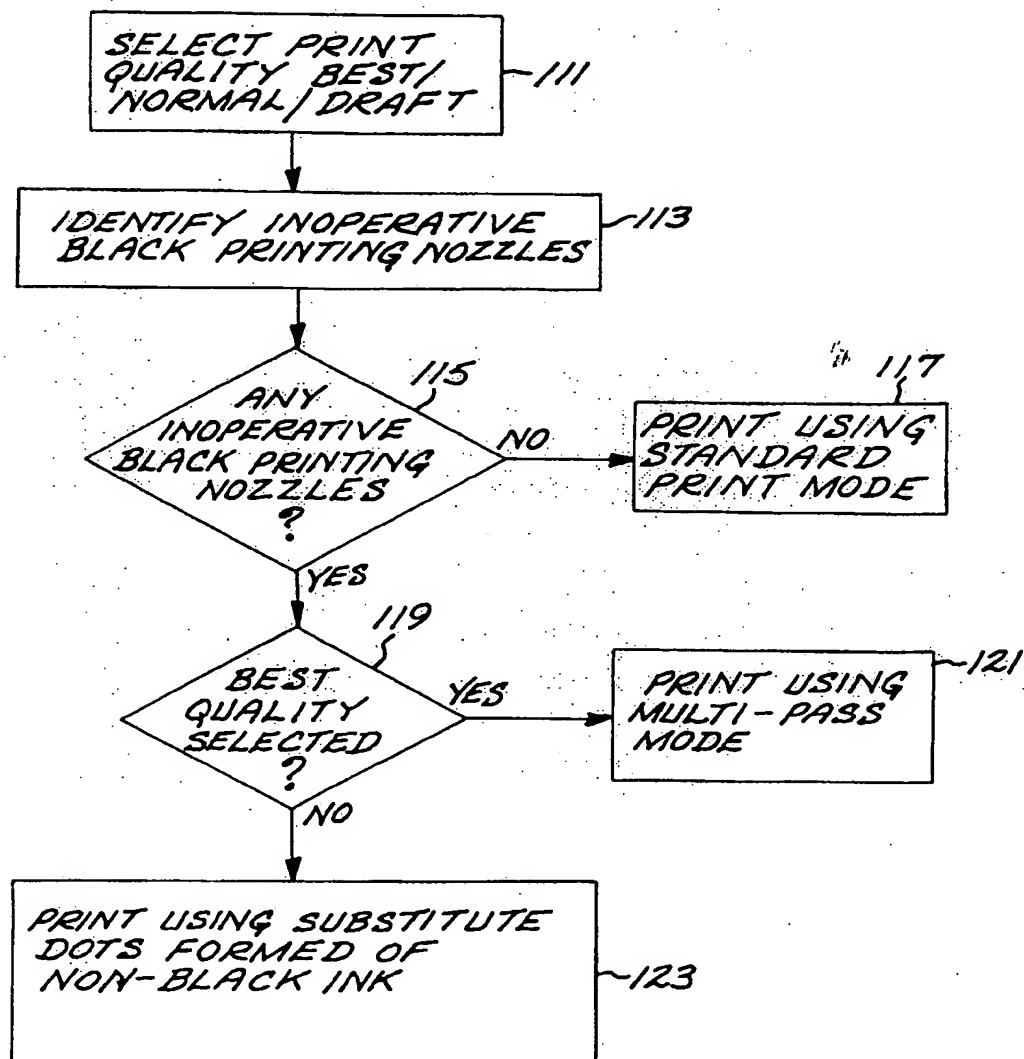 SELECT PRINT
QUALITY BEST/
NORMAL/DRAFT
111
IDENTIFY INOPERATIVE
BLACK PRINTING NOZZLES
113
115
ANY
INOPERATIVE
BLACK PRINTING
NOZZLES
?
NO
117
PRINT USING
STANDARD
PRINT MODE
YES
119
BEST
QUALITY
SELECTED
?
YES
121
PRINT USING
MULTI-PASS
MODE
NO
PRINT USING SUBSTITUTE
DOTS FORMED OF
NON-BLACK INK
123